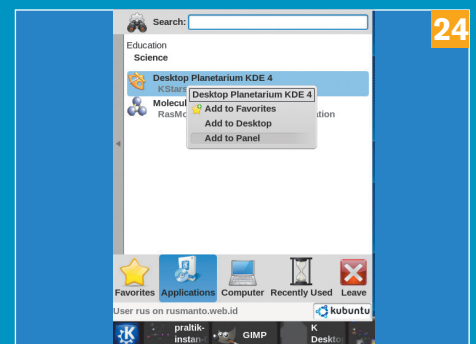 24
Search:
Education
Science
Desktop Planetarium KDE 4
KStars
Desktop Planetarium KDE 4
Add to Favorites
Add to Desktop
Add to Panel
Molecul
RasMo ation
Favorites Applications Computer Recently Used Leave
User rus on rusmanto.web.id kubuntu
praltik-
instan- GIMP K
Deskto